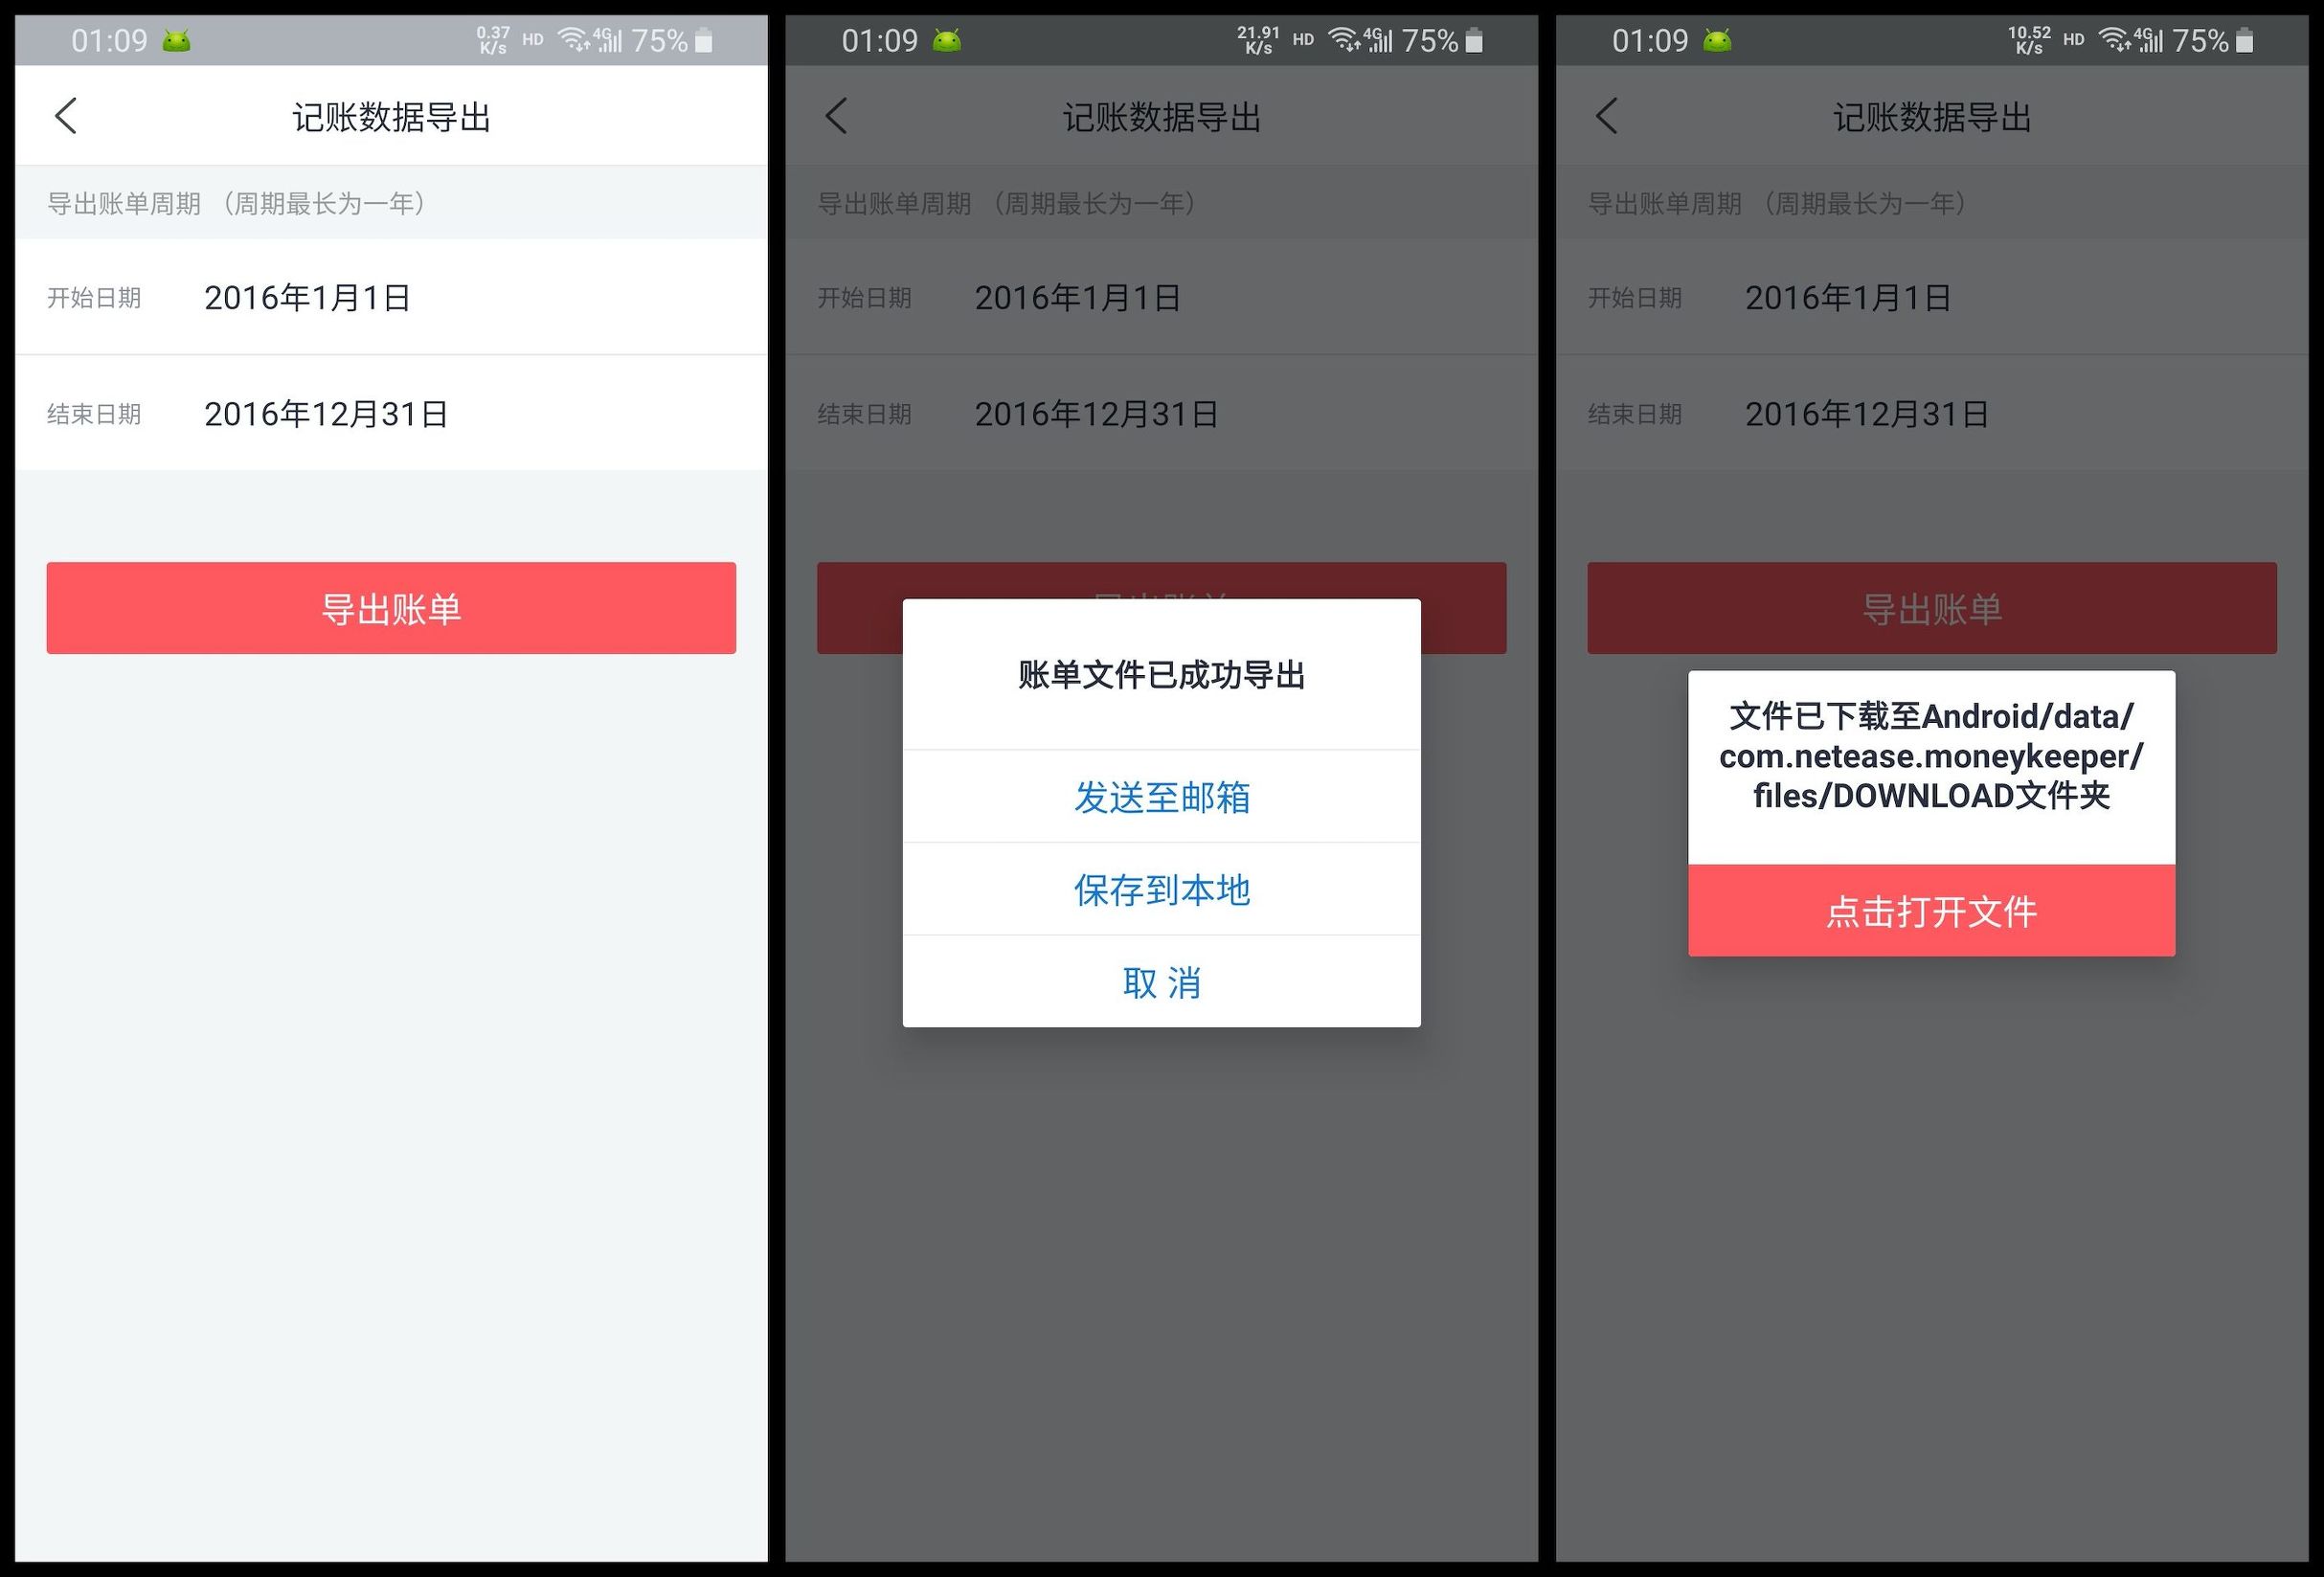 01:09
0.37
K/s
HD
4G
75%
记账数据导出
导出账单周期 （周期最长为一年）
开始日期 2016年1月1日
结束日期 2016年12月31日
导出账单
01:09
21.91
K/s
HD
4G
75%
记账数据导出
导出账单周期 （周期最长为一年）
开始日期 2016年1月1日
结束日期 2016年12月31日
导出账单
账单文件已成功导出
发送至邮箱
保存到本地
取 消
01:09
10.52
K/s
HD
4G
75%
记账数据导出
导出账单周期 （周期最长为一年）
开始日期 2016年1月1日
结束日期 2016年12月31日
导出账单
文件已下载至Android/data/
com.netease.moneykeeper/
files/DOWNLOAD文件夹
点击打开文件